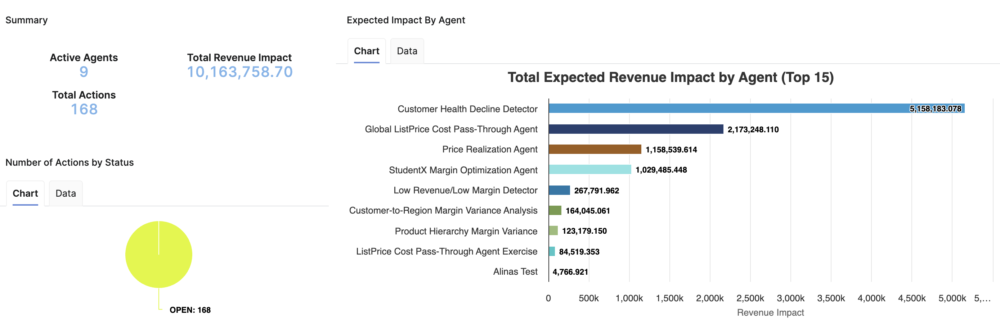 Summary
Active Agents
9
Total Revenue Impact
10,163,758.70
Total Actions
168
Number of Actions by Status
Chart
Data
OPEN: 168
Expected Impact By Agent
Chart
Data
Total Expected Revenue Impact by Agent (Top 15)
Customer Health Decline Detector 5,158,183.078
Global ListPrice Cost Pass-Through Agent 2,173,248.110
Price Realization Agent 1,158,539.614
StudentX Margin Optimization Agent 1,029,485.448
Low Revenue/Low Margin Detector 267,791.962
Customer-to-Region Margin Variance Analysis 164,045.061
Product Hierarchy Margin Variance 123,179.150
ListPrice Cost Pass-Through Agent Exercise 84,519.353
Alinas Test 4,766.921
0 500k 1,000k 1,500k 2,000k 2,500k 3,000k 3,500k 4,000k 4,500k 5,000k 5,...
Revenue Impact